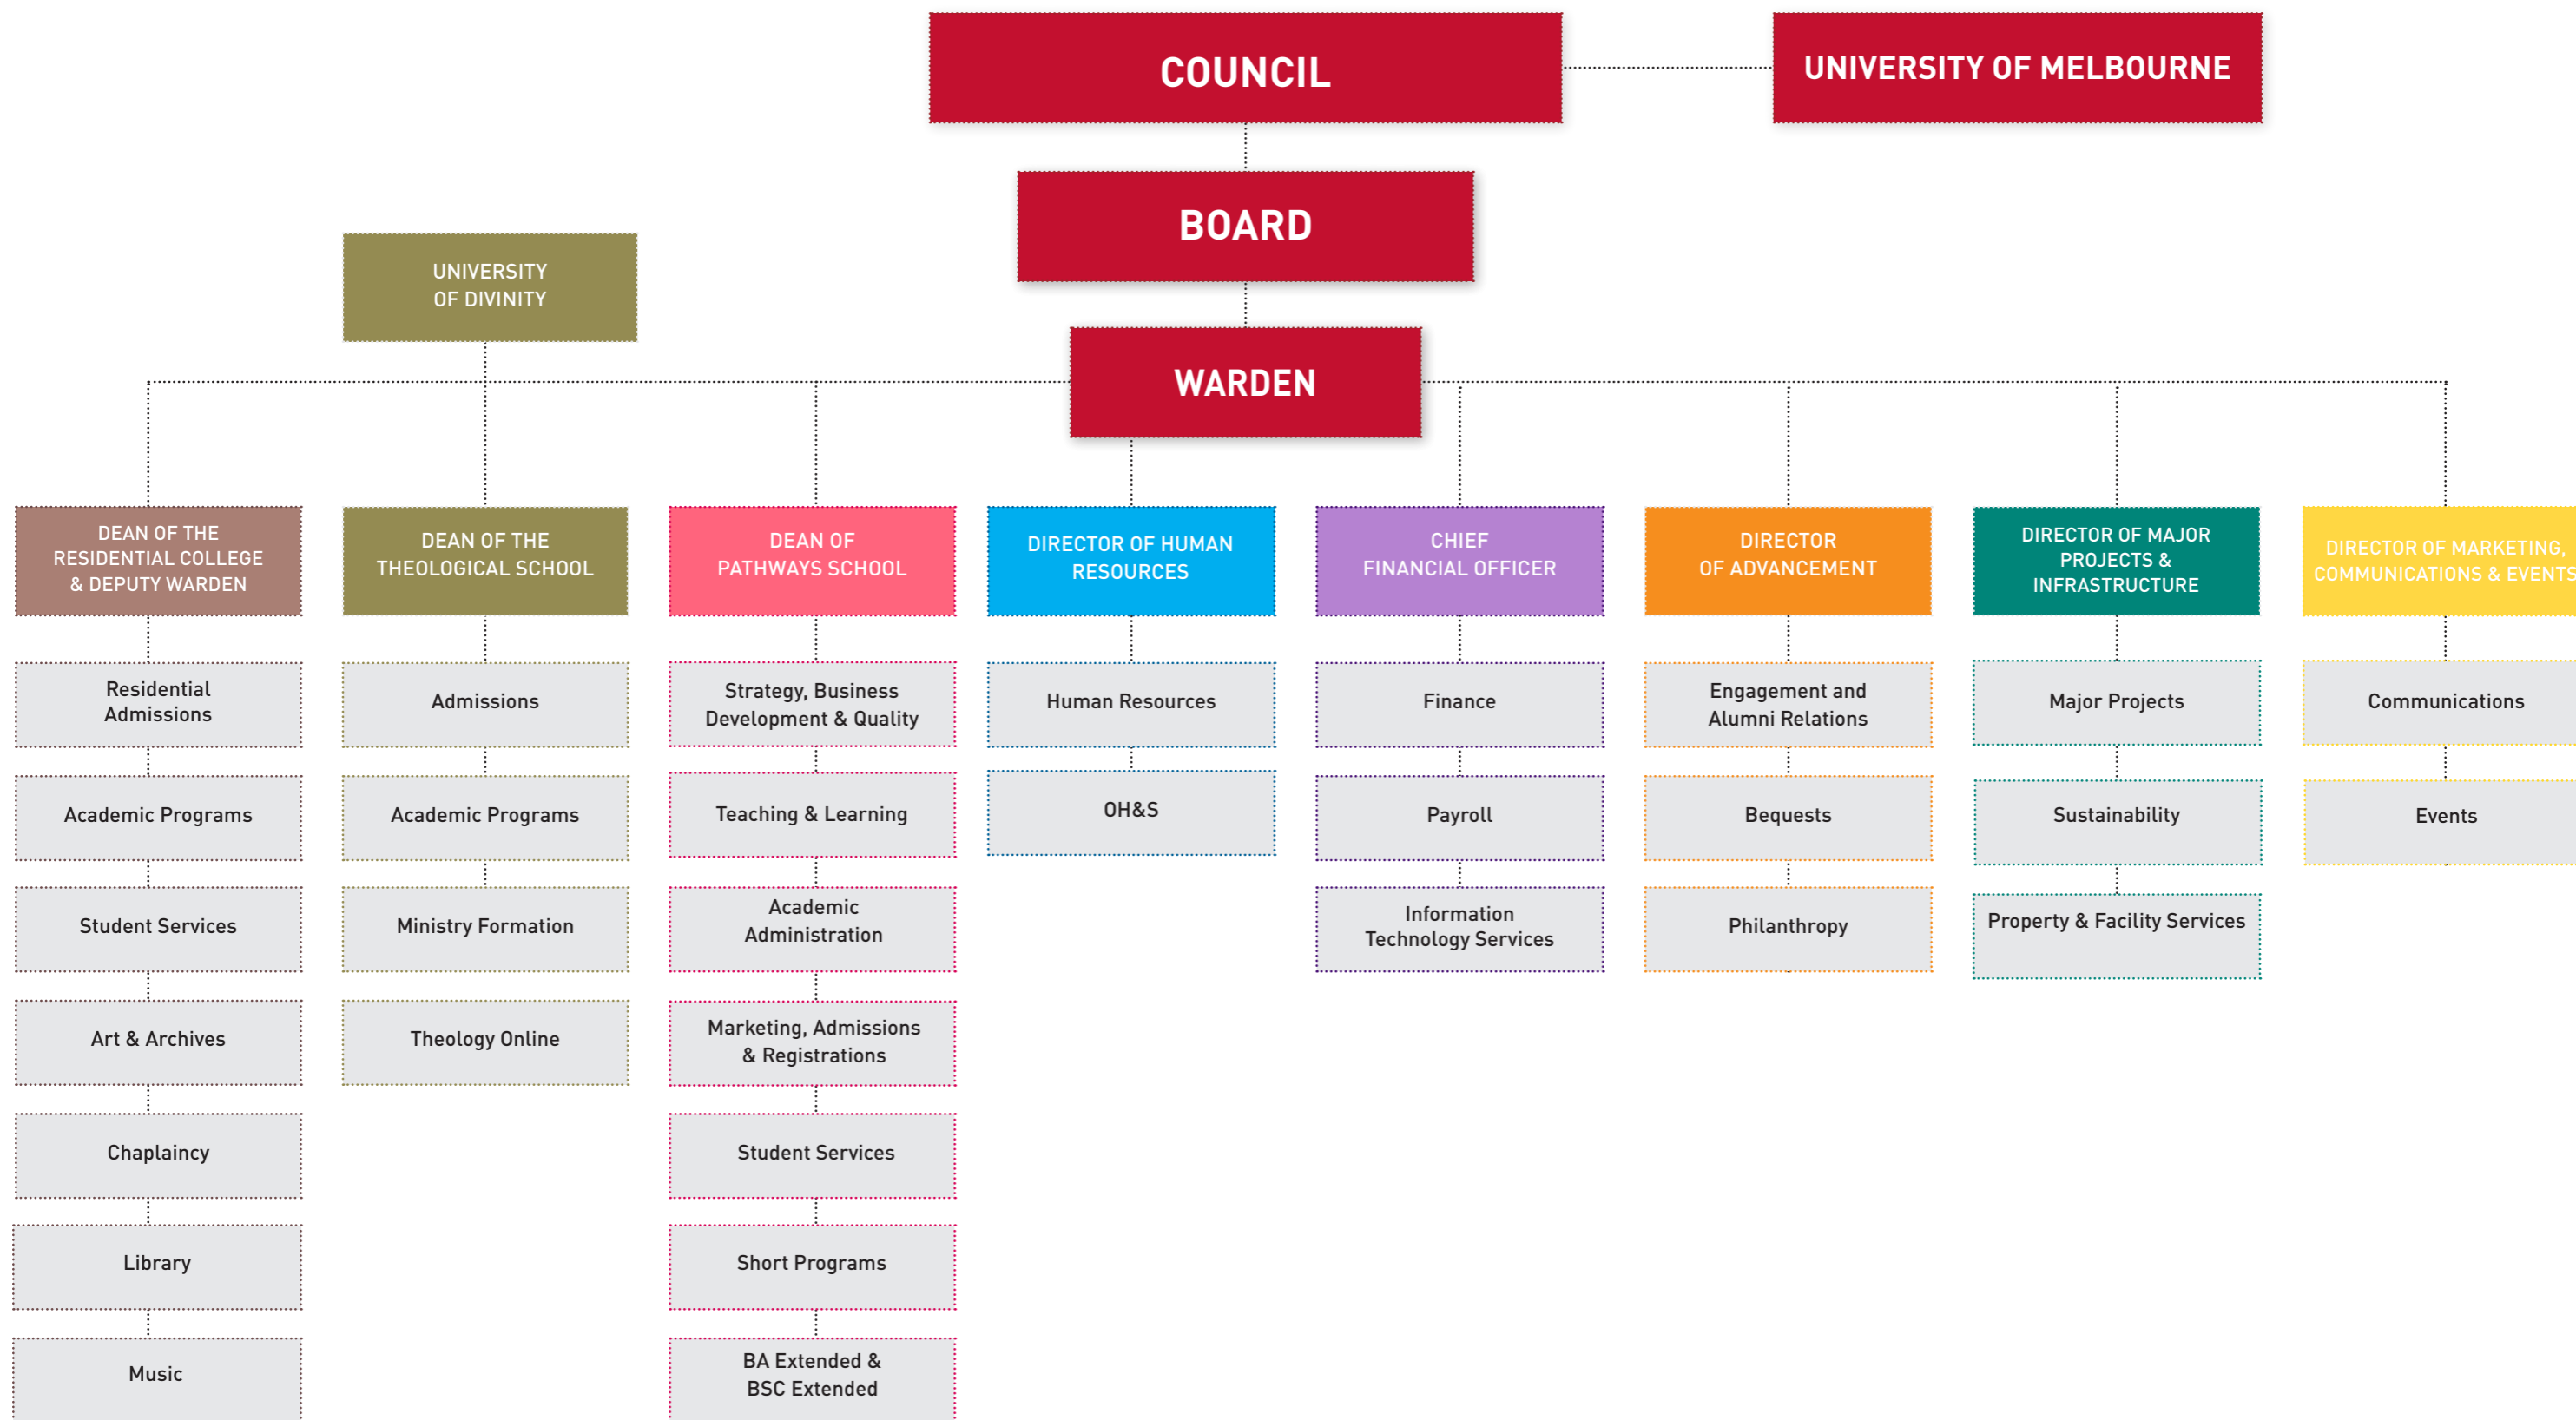 COUNCIL
UNIVERSITY OF MELBOURNE
BOARD
UNIVERSITY
OF DIVINITY
WARDEN
DEAN OF THE
RESIDENTIAL COLLEGE
& DEPUTY WARDEN
DEAN OF THE
THEOLOGICAL SCHOOL
DEAN OF
PATHWAYS SCHOOL
DIRECTOR OF HUMAN
RESOURCES
CHIEF
FINANCIAL OFFICER
DIRECTOR
OF ADVANCEMENT
DIRECTOR OF MAJOR
PROJECTS &
INFRASTRUCTURE
DIRECTOR OF MARKETING,
COMMUNICATIONS & EVENTS
Residential
Admissions
Academic Programs
Student Services
Art & Archives
Chaplaincy
Library
Music
Admissions
Academic Programs
Ministry Formation
Theology Online
Strategy, Business
Development & Quality
Teaching & Learning
Academic
Administration
Marketing, Admissions
& Registrations
Student Services
Short Programs
BA Extended &
BSC Extended
Human Resources
OH&S
Finance
Payroll
Information
Technology Services
Engagement and
Alumni Relations
Bequests
Philanthropy
Major Projects
Sustainability
Property & Facility Services
Communications
Events